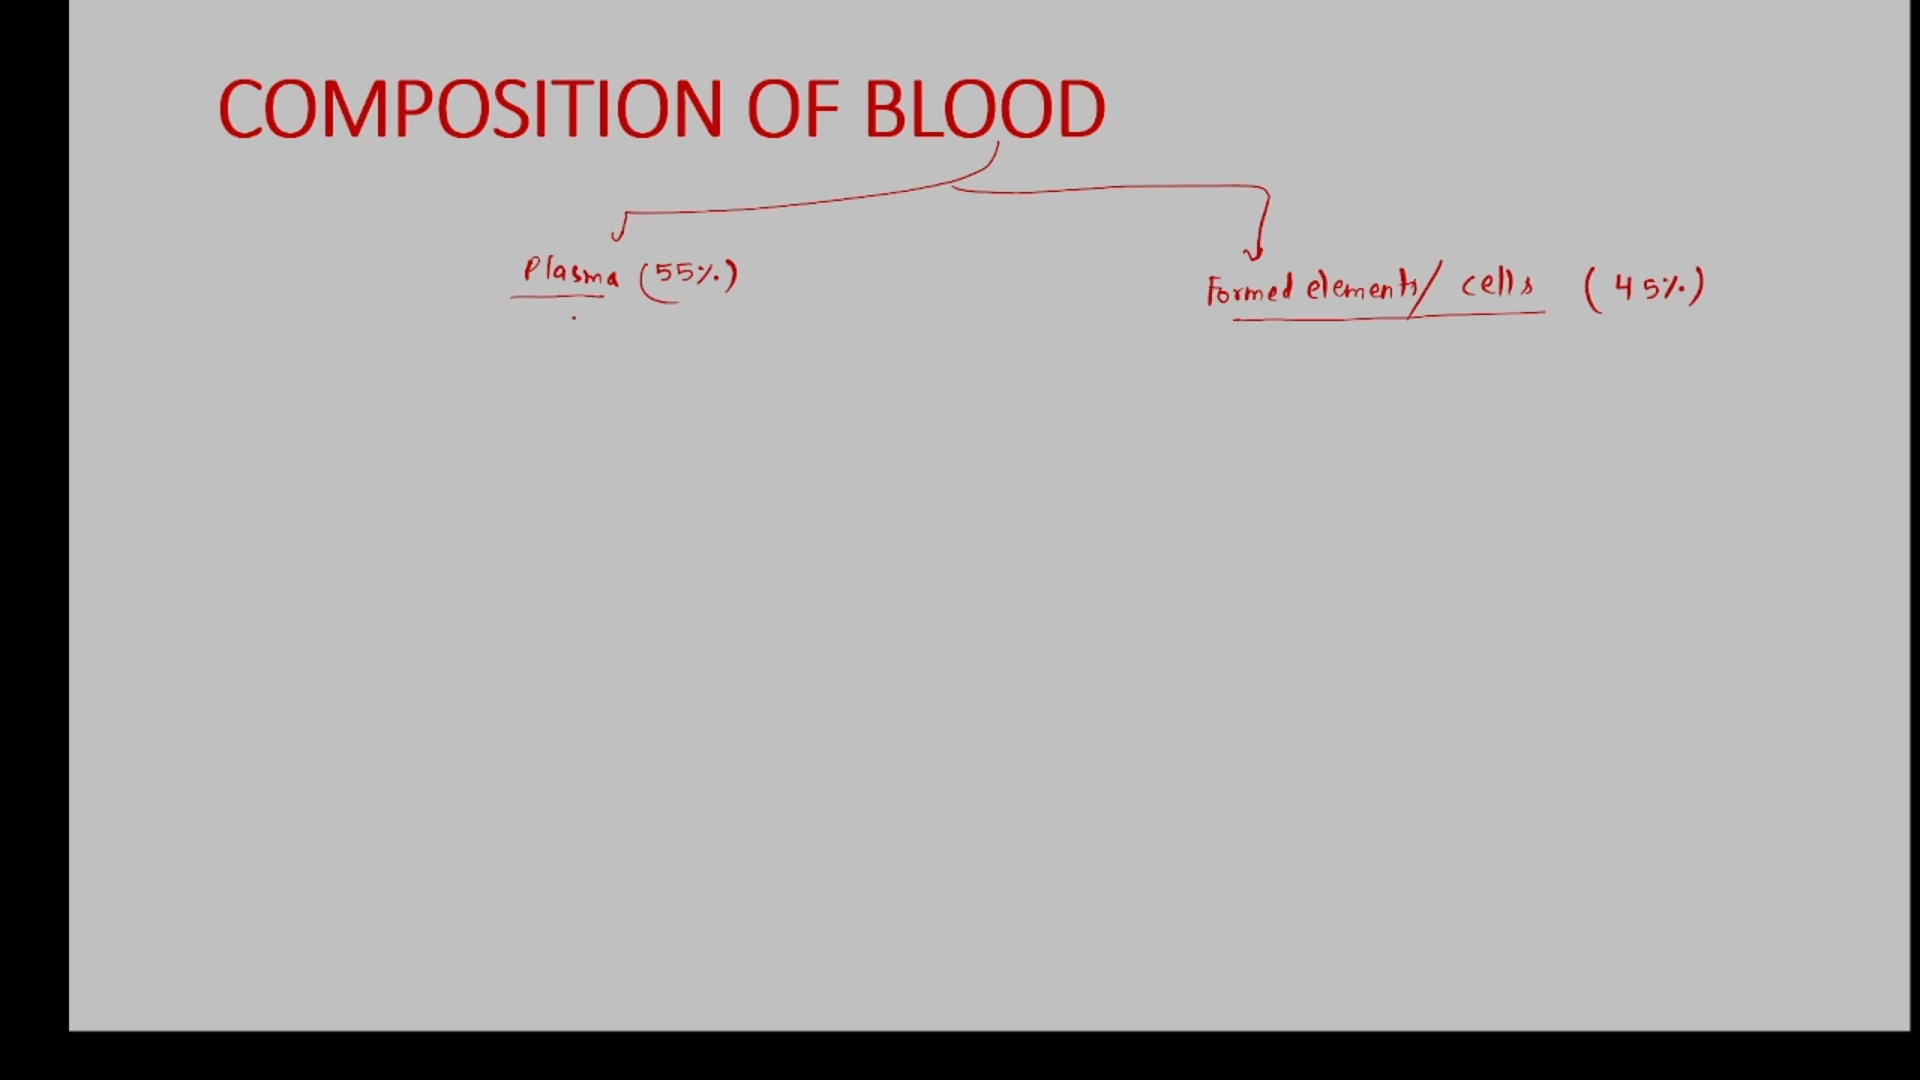 COMPOSITION OF BLOOD
Plasma (55%)
Formed elements/ cells (45%)